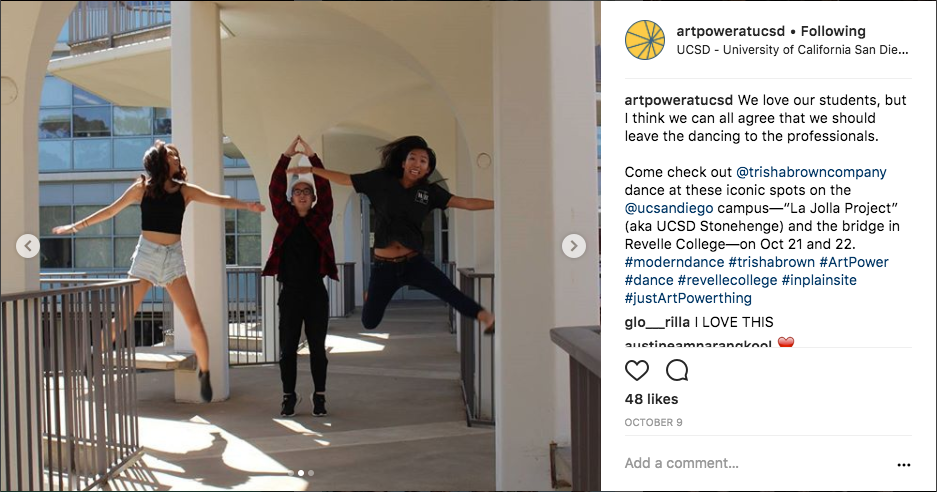 artpoweratucsd • Following
UCSD - University of California San Die...
artpoweratucsd We love our students, but
I think we can all agree that we should
leave the dancing to the professionals.
Come check out @trishabrowncompany
dance at these iconic spots on the
@ucsandiego campus—"La Jolla Project"
(aka UCSD Stonehenge) and the bridge in
Revelle College—on Oct 21 and 22.
#moderndance #trishabrown #ArtPower
#dance #revellecollege #inplainsite
#justArtPowerthing
glo___rilla I LOVE THIS
austineamnarangkool ❤️
48 likes
OCTOBER 9
Add a comment...